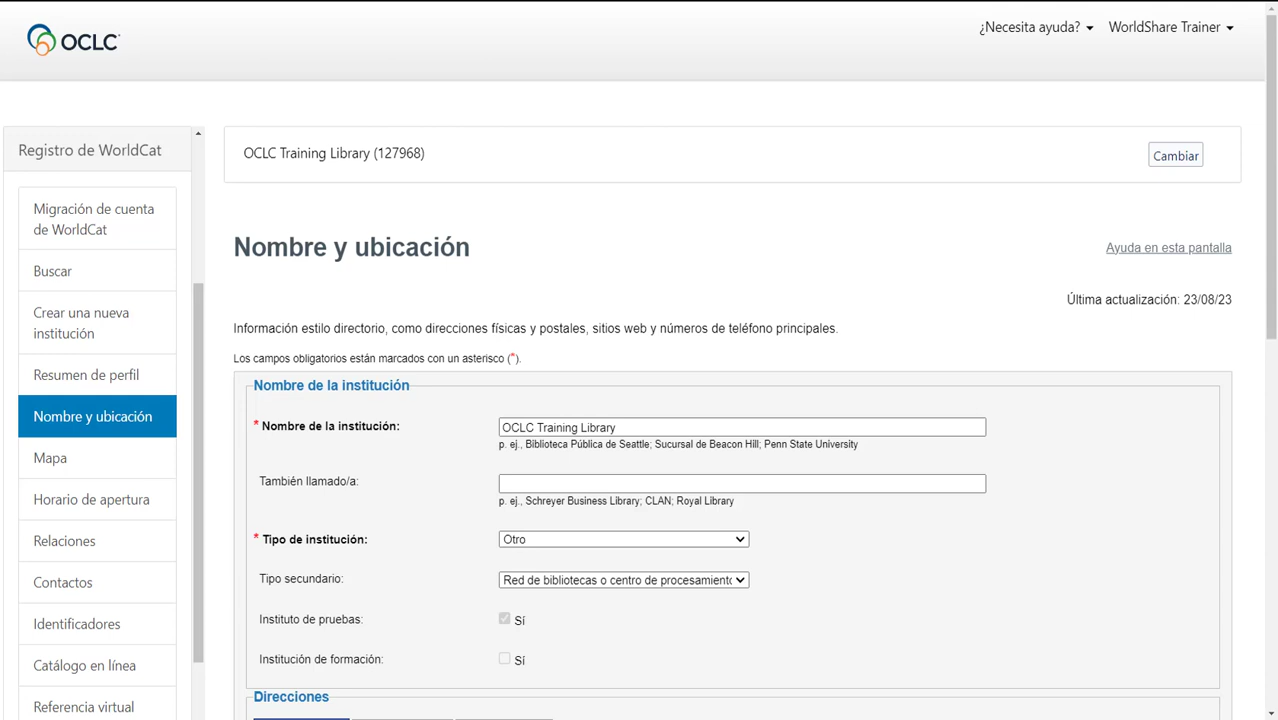 OCLC
¿Necesita ayuda?
WorldShare Trainer
Registro de WorldCat
Migración de cuenta
de WorldCat
Buscar
Crear una nueva
institución
Resumen de perfil
Nombre y ubicación
Mapa
Horario de apertura
Relaciones
Contactos
Identificadores
Catálogo en línea
Referencia virtual
OCLC Training Library (127968)
Cambiar
Nombre y ubicación
Ayuda en esta pantalla
Última actualización: 23/08/23
Información estilo directorio, como direcciones físicas y postales, sitios web y números de teléfono principales.
Los campos obligatorios están marcados con un asterisco (*).
Nombre de la institución
* Nombre de la institución:
OCLC Training Library
p. ej., Biblioteca Pública de Seattle; Sucursal de Beacon Hill; Penn State University
También llamado/a:
p. ej., Schreyer Business Library; CLAN; Royal Library
* Tipo de institución:
Otro
Tipo secundario:
Red de bibliotecas o centro de procesamiento
Instituto de pruebas:
Sí
Institución de formación:
Sí
Direcciones